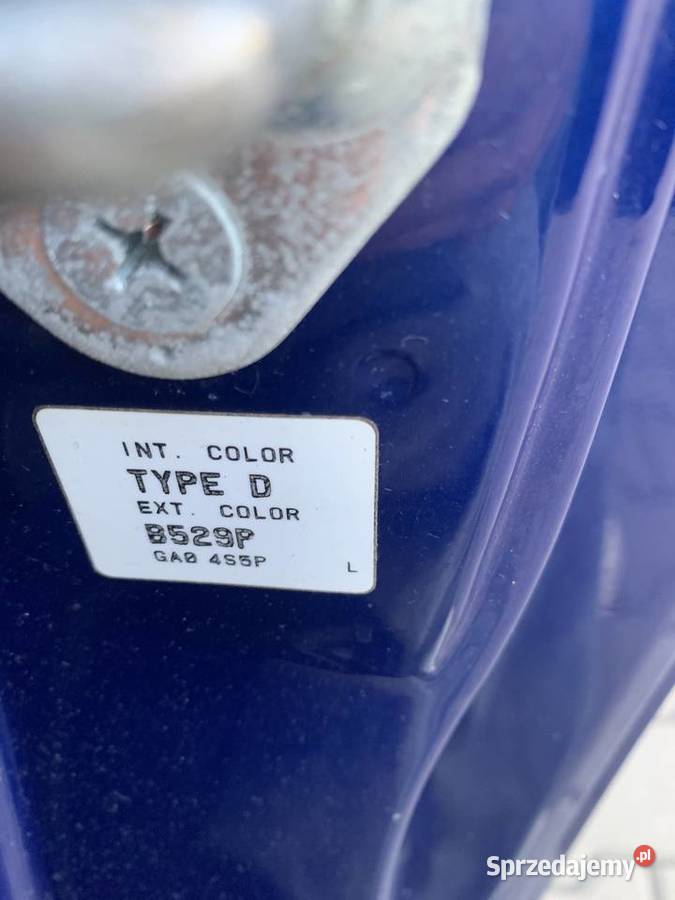 INT. COLOR
TYPE D
EXT. COLOR
B529P
GA0 4S5P L
Sprzedajemy.pl